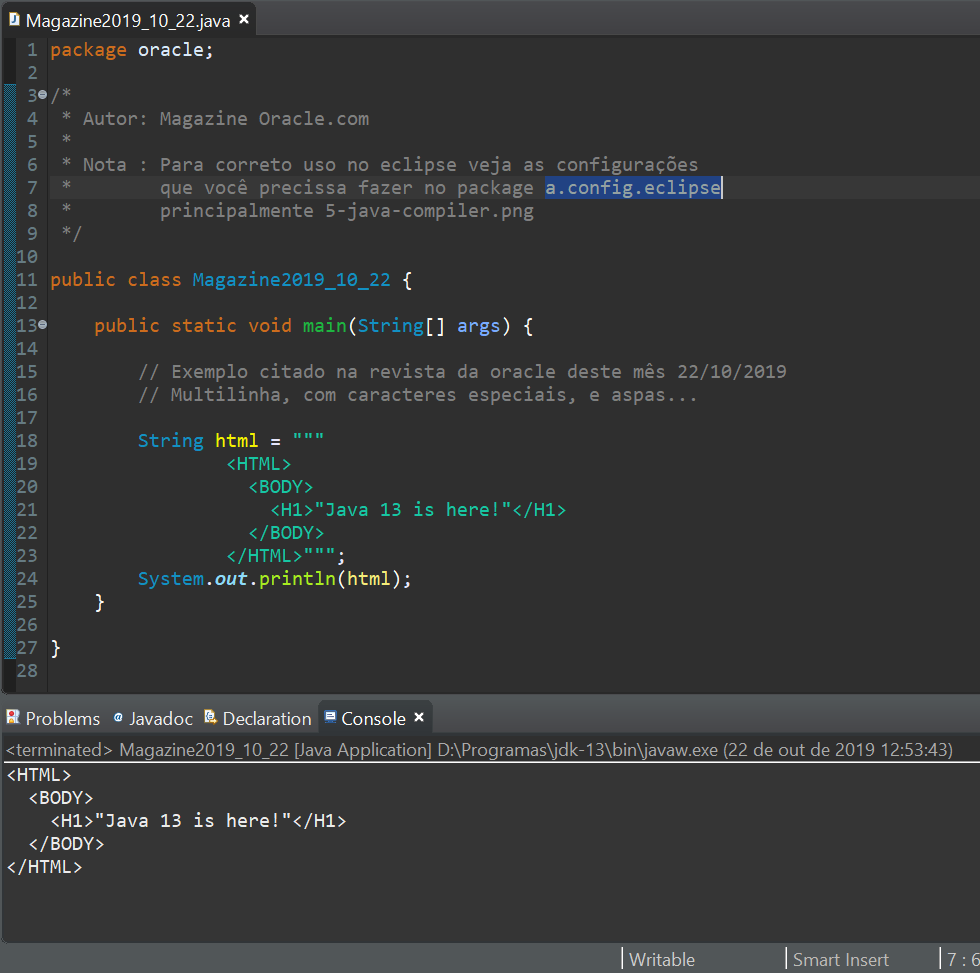 Magazine2019_10_22.java ×
1 package oracle;
2
3 /*
4  * Autor: Magazine Oracle.com
5  *
6  * Nota : Para correto uso no eclipse veja as configurações
7  *        que você precissa fazer no package a.config.eclipse
8  *        principalmente 5-java-compiler.png
9  */
10
11 public class Magazine2019_10_22 {
12
13     public static void main(String[] args) {
14
15         // Exemplo citado na revista da oracle deste mês 22/10/2019
16         // Multilinha, com caracteres especiais, e aspas...
17
18         String html = """
19                 <HTML>
20                   <BODY>
21                     <H1>"Java 13 is here!"</H1>
22                   </BODY>
23                 </HTML>""";
24         System.out.println(html);
25     }
26
27 }
28
Problems @ Javadoc Declaration Console ×
<terminated> Magazine2019_10_22 [Java Application] D:\Programas\jdk-13\bin\javaw.exe (22 de out de 2019 12:53:43)
<HTML>
  <BODY>
    <H1>"Java 13 is here!"</H1>
  </BODY>
</HTML>
Writable Smart Insert 7 : 6